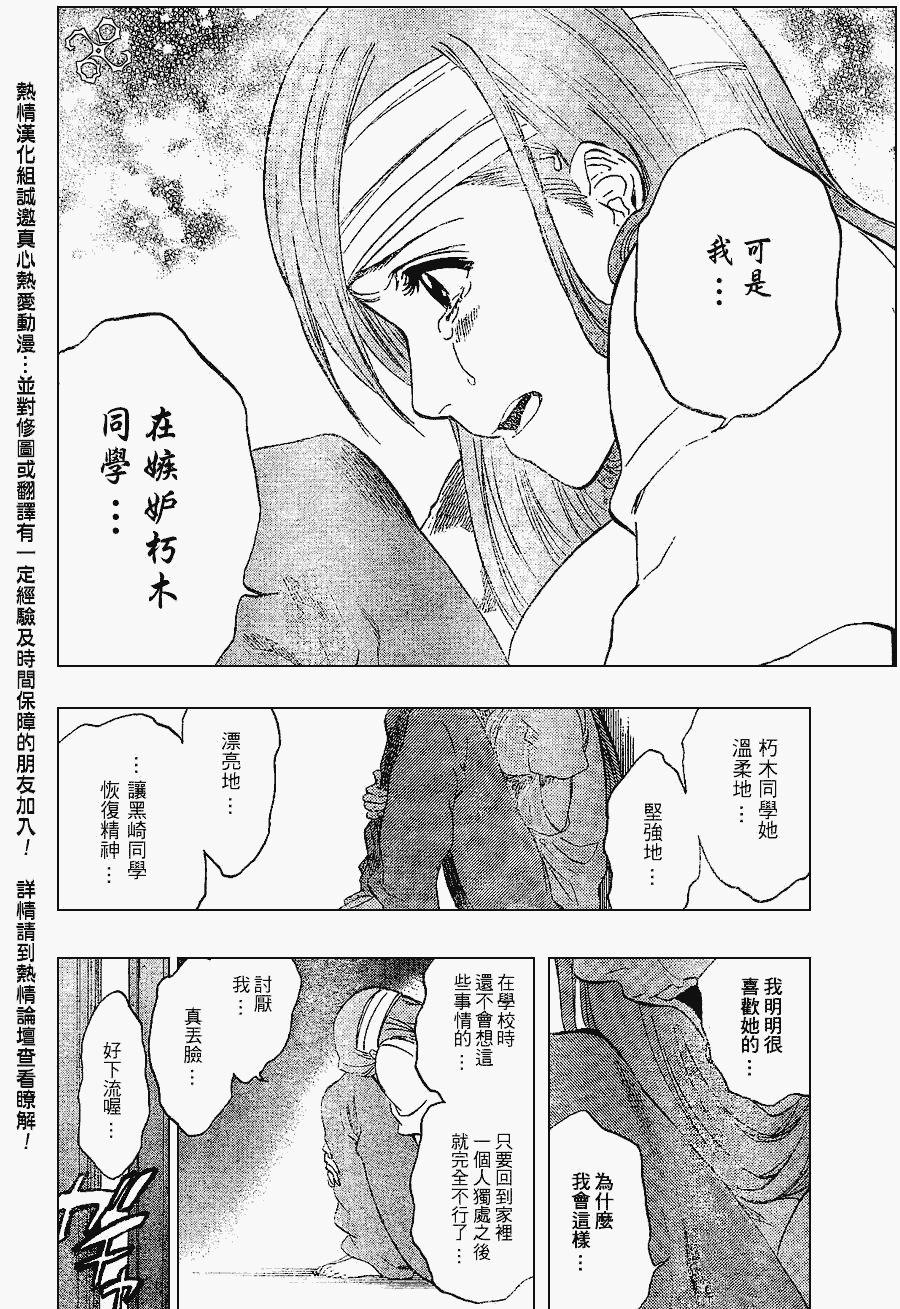 可是
我…
在嫉妒朽木
同學…
朽木同學她
溫柔地…
堅強地…
漂亮地…
…讓黑崎同學
恢復精神…
我明明很
喜歡她的…
為什麼
我會這樣…
在學校時
還不會想這
些事情的…
只要回到家裡
一個人獨處之後
就完全不行了…
討厭
我…
真丟臉…
好下流喔…
ガキャ
熱情漢化組誠邀真心熱愛動漫…並對修圖或翻譯有一定經驗及時間保障的朋友加入！ 詳情請到熱情論壇查看瞭解！